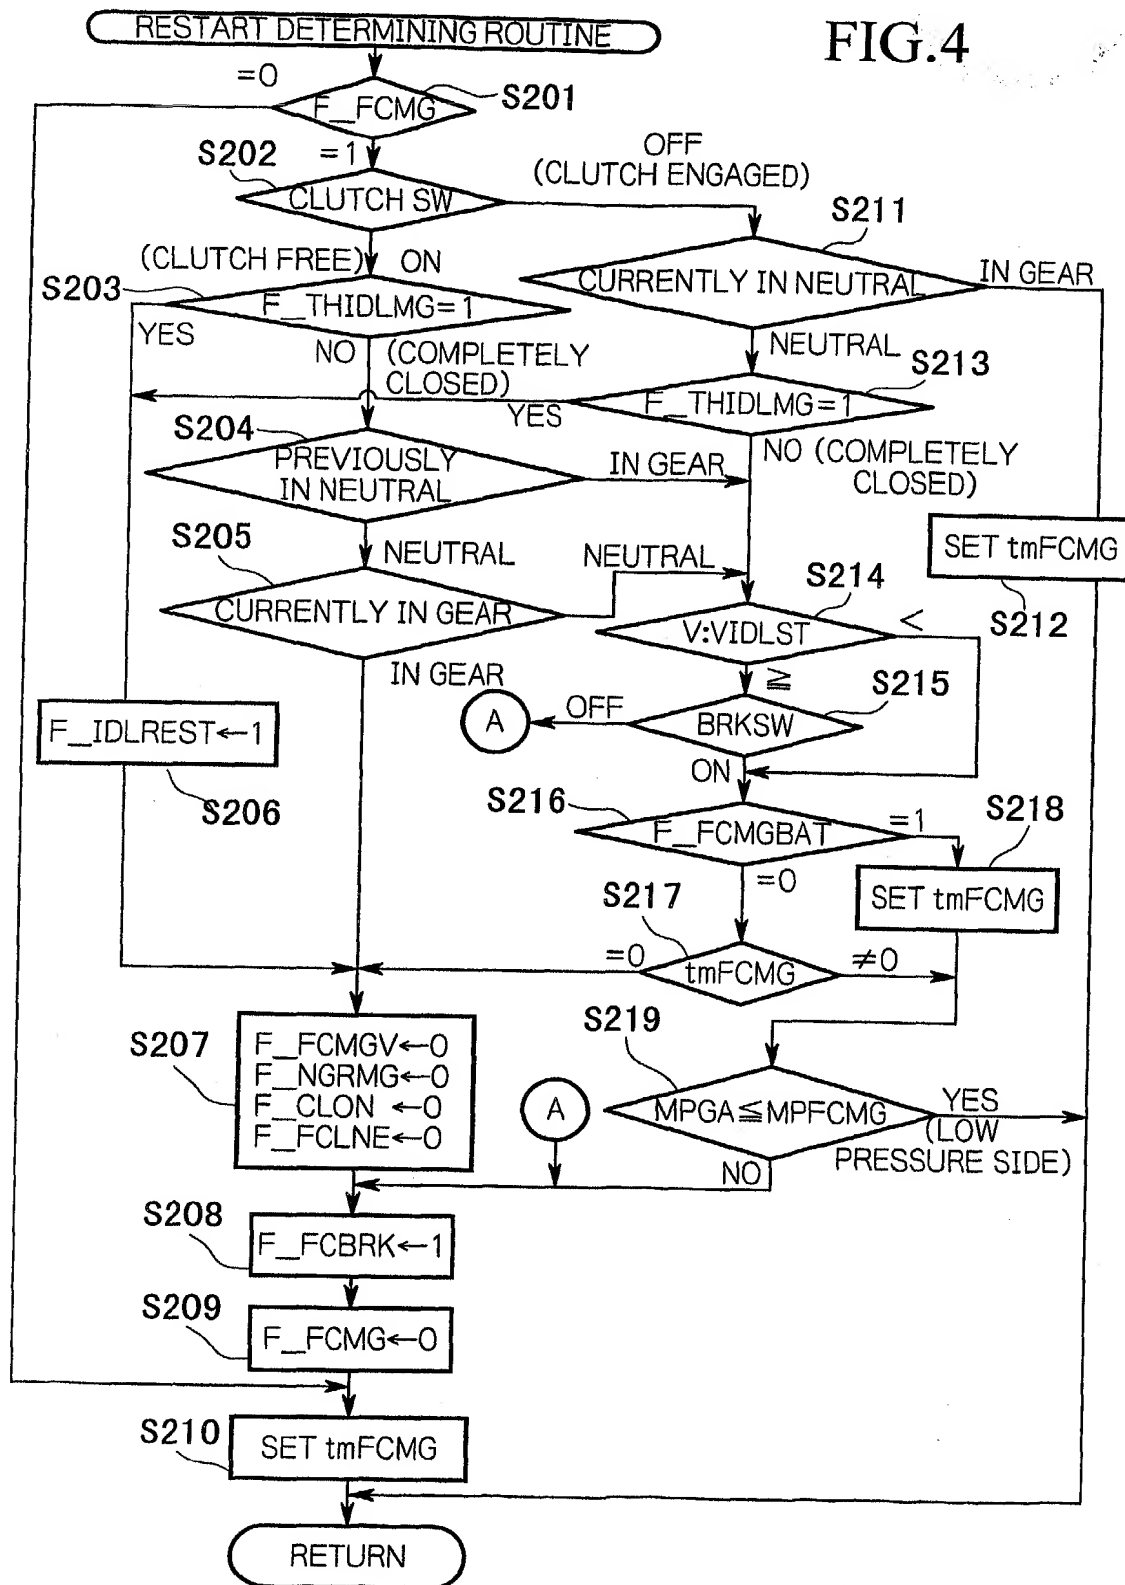 FIG.4
RESTART DETERMINING ROUTINE
=0
F_FCMG
S201
=1
S202
CLUTCH SW
OFF
(CLUTCH ENGAGED)
S211
(CLUTCH FREE)
ON
CURRENTLY IN NEUTRAL
IN GEAR
S203
F_THIDLMG=1
YES
NO
(COMPLETELY
CLOSED)
NEUTRAL
S213
F_THIDLMG=1
YES
NO (COMPLETELY
CLOSED)
S204
PREVIOUSLY
IN NEUTRAL
IN GEAR
SET tmFCMG
S212
S205
NEUTRAL
NEUTRAL
CURRENTLY IN GEAR
S214
V:VIDLST
<
IN GEAR
≧
S215
A
OFF
BRKSW
F_IDLREST←1
S206
ON
S216
F_FCMGBAT
=1
S218
=0
SET tmFCMG
S217
=0
tmFCMG
≠0
S207
F_FCMGV←0
F_NGRMG←0
F_CLON ←0
F_FCLNE←0
S219
A
MPGA≦MPFCMG
YES
(LOW
PRESSURE SIDE)
NO
S208
F_FCBRK←1
S209
F_FCMG←0
S210
SET tmFCMG
RETURN